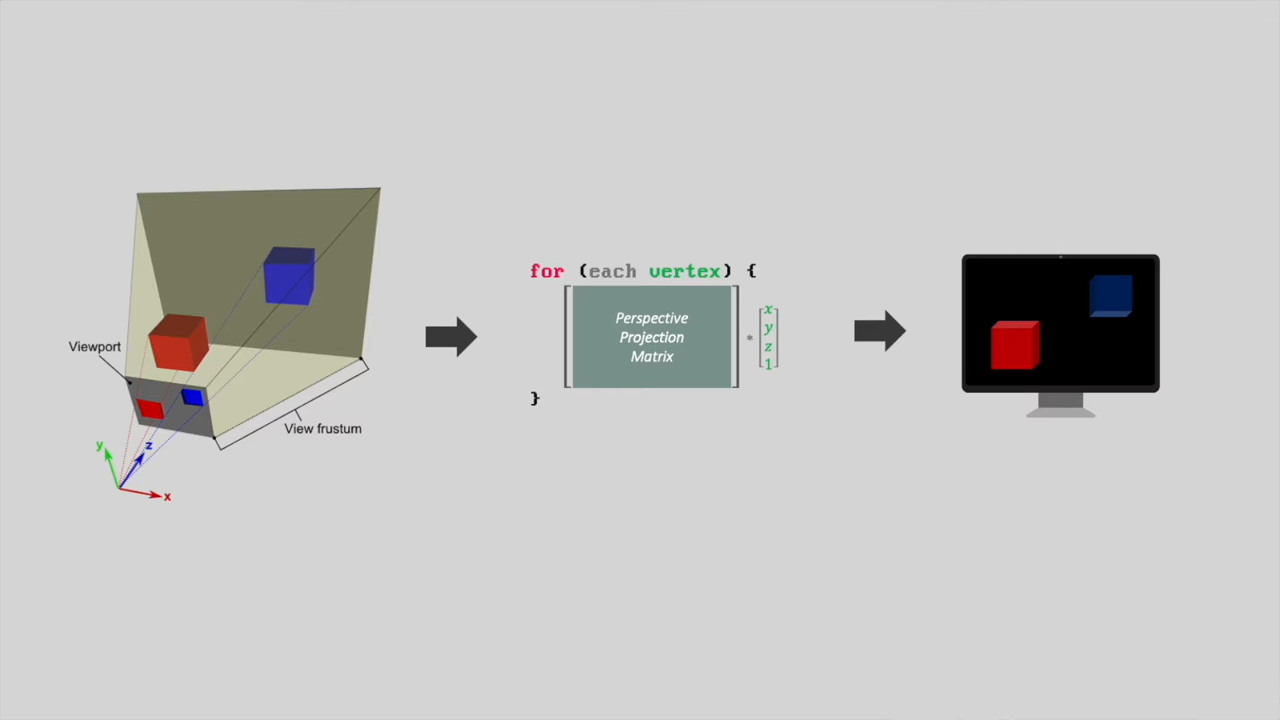 Viewport
View frustum
y
z
x
for (each vertex) {
Perspective
Projection
Matrix
*
x
y
z
1
}